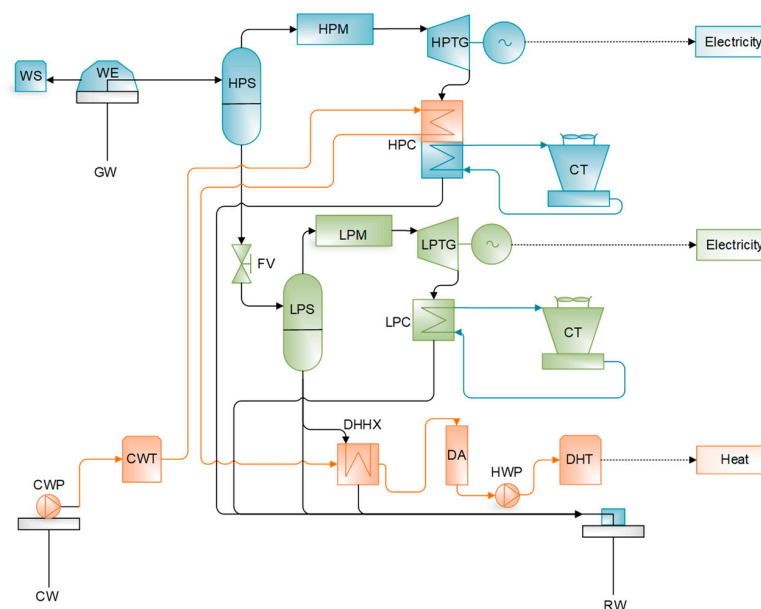 HPM
HPTG
~
Electricity
WS
WE
HPS
HPC
CT
GW
LPM
LPTG
~
Electricity
FV
LPS
LPC
CT
DHHX
CWT
DA
HWP
DHT
Heat
CWP
CW
RW